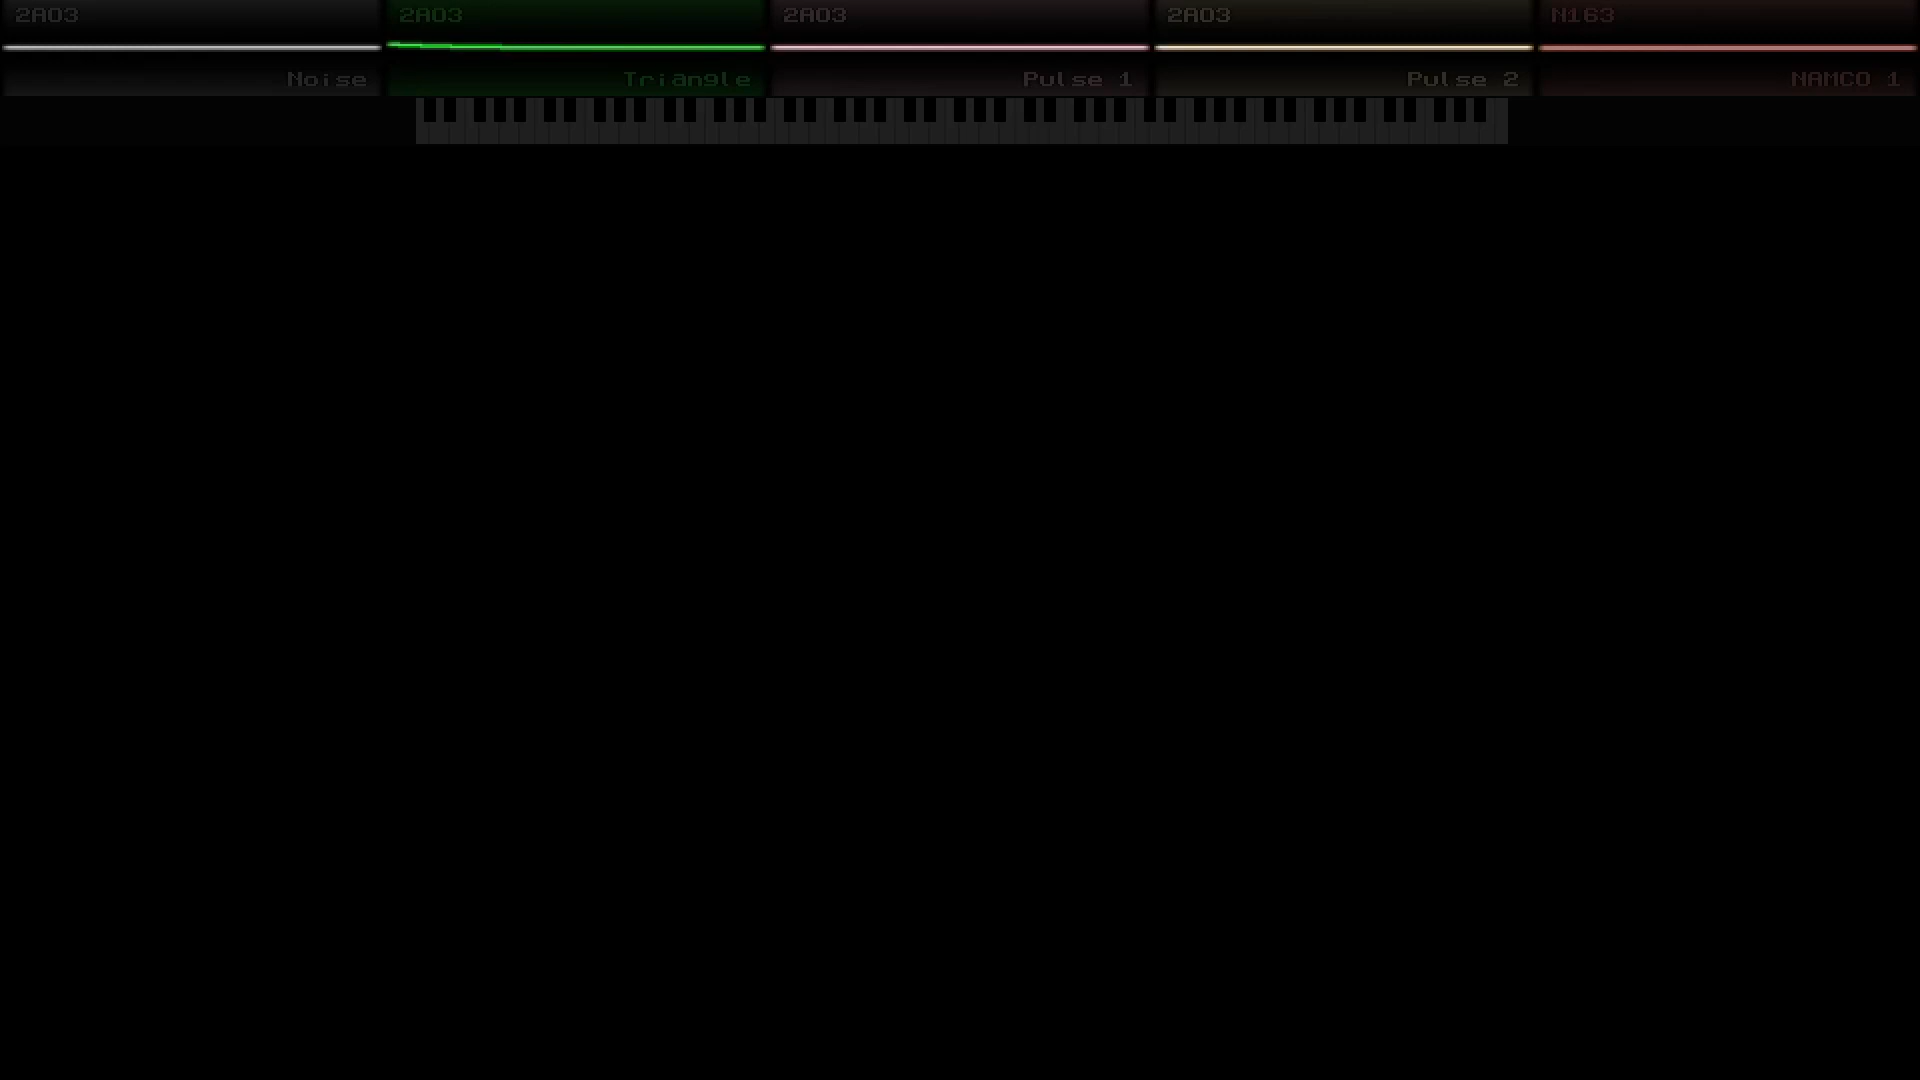 2A03 2A03 2A03 2A03 N163
Noise Triangle Pulse 1 Pulse 2 NAMCO 1